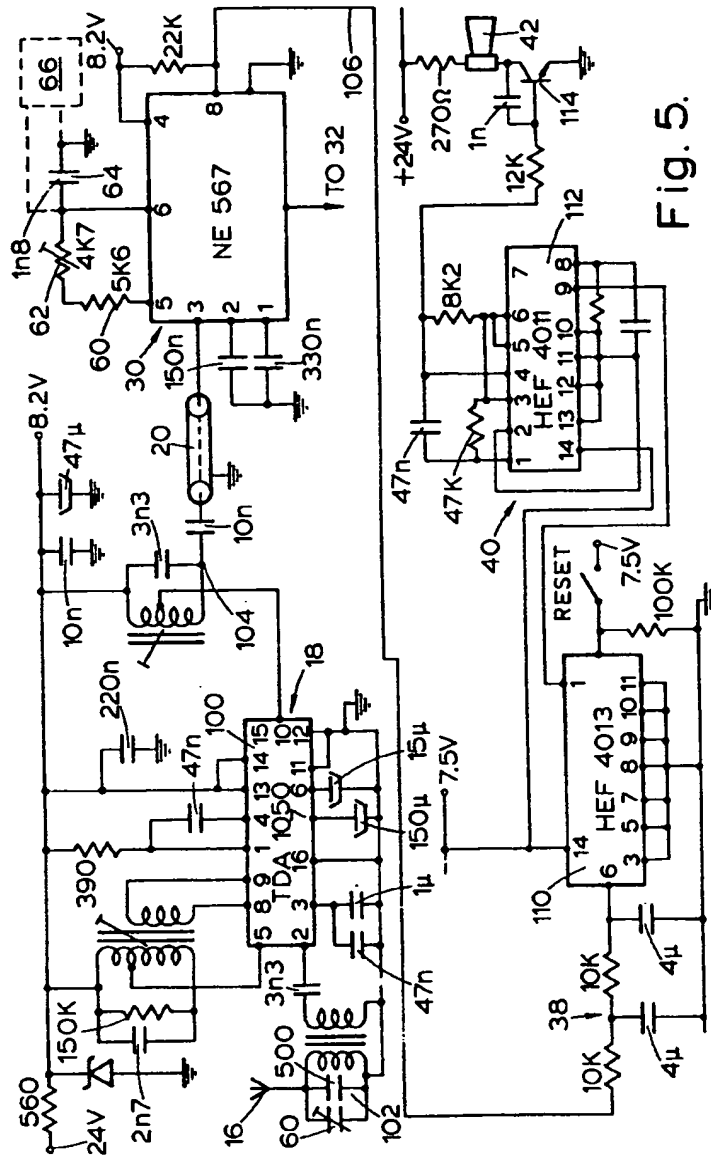 560
24V
2n7
150K
390
47n
220n
10n
47µ
8.2V
3n3
104
10n
20
16
60
500
102
3n3
5
8
9
1
4
13
14
15
100
18
TDA
1050
2
3
16
7
6
11
12
10
47n
1µ
150µ
15µ
30
150n
330n
62
60
4K7
5K6
1n8
64
66
8.2V
22K
5
6
4
3
2
1
8
NE 567
TO 32
106
38
10K
10K
4µ
4µ
110
14
6
1
HEF 4013
3
5
7
8
9
10
11
7.5V
RESET
7.5V
100K
40
47n
47K
8K2
1
2
3
4
5
6
7
HEF 4011
14
13
12
11
10
9
8
112
12K
1n
270Ω
+24V
42
114
Fig. 5.